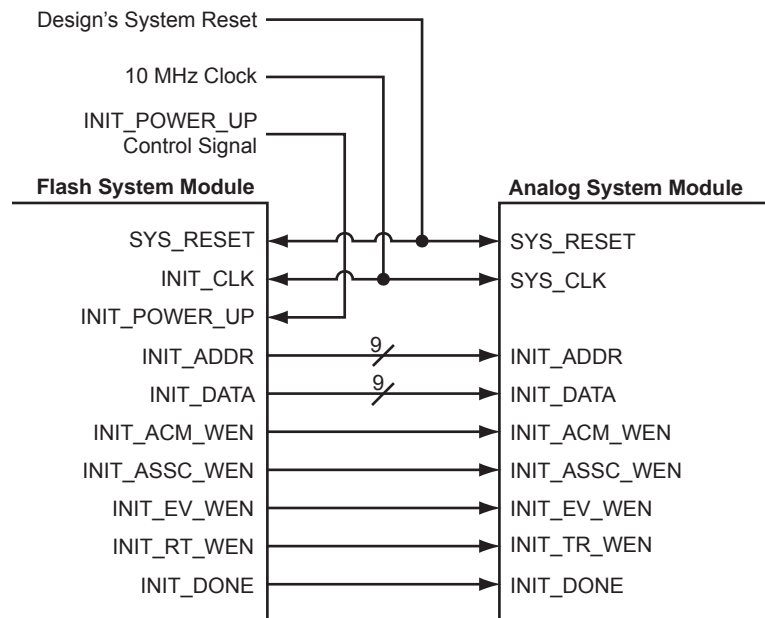 Design’s System Reset
10 MHz Clock
INIT_POWER_UP
Control Signal
Flash System Module
Analog System Module
SYS_RESET
SYS_RESET
INIT_CLK
SYS_CLK
INIT_POWER_UP
INIT_ADDR
9
INIT_ADDR
INIT_DATA
9
INIT_DATA
INIT_ACM_WEN
INIT_ACM_WEN
INIT_ASSC_WEN
INIT_ASSC_WEN
INIT_EV_WEN
INIT_EV_WEN
INIT_RT_WEN
INIT_TR_WEN
INIT_DONE
INIT_DONE